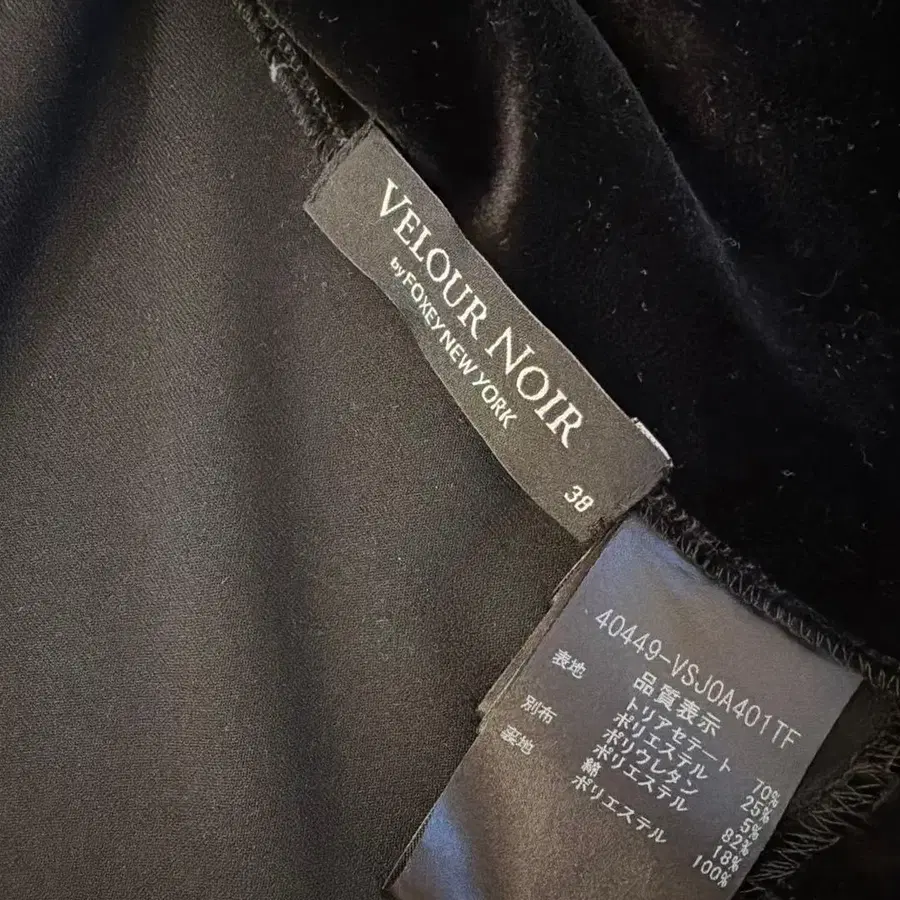 VELOUR NOIR
by FOXEY NEW YORK
38
40449-VSJOA401TF
品質表示
表地 トリアセテート 70%
ポリエステル 25%
ポリウレタン 5%
別布 ポリエステル 82%
綿 18%
裏地 ポリエステル 100%